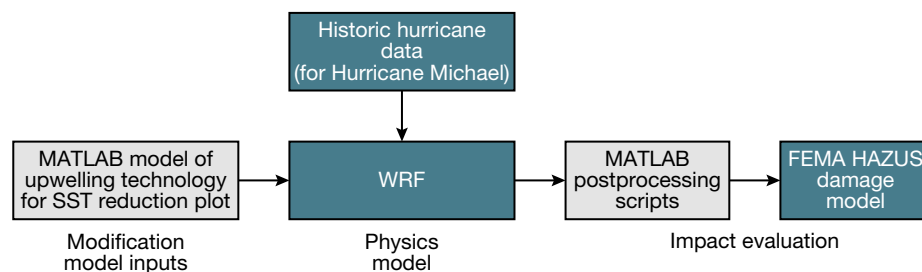 Historic hurricane
data
(for Hurricane Michael)
MATLAB model of
upwelling technology
for SST reduction plot
WRF
MATLAB
postprocessing
scripts
FEMA HAZUS
damage
model
Modification
model inputs
Physics
model
Impact evaluation